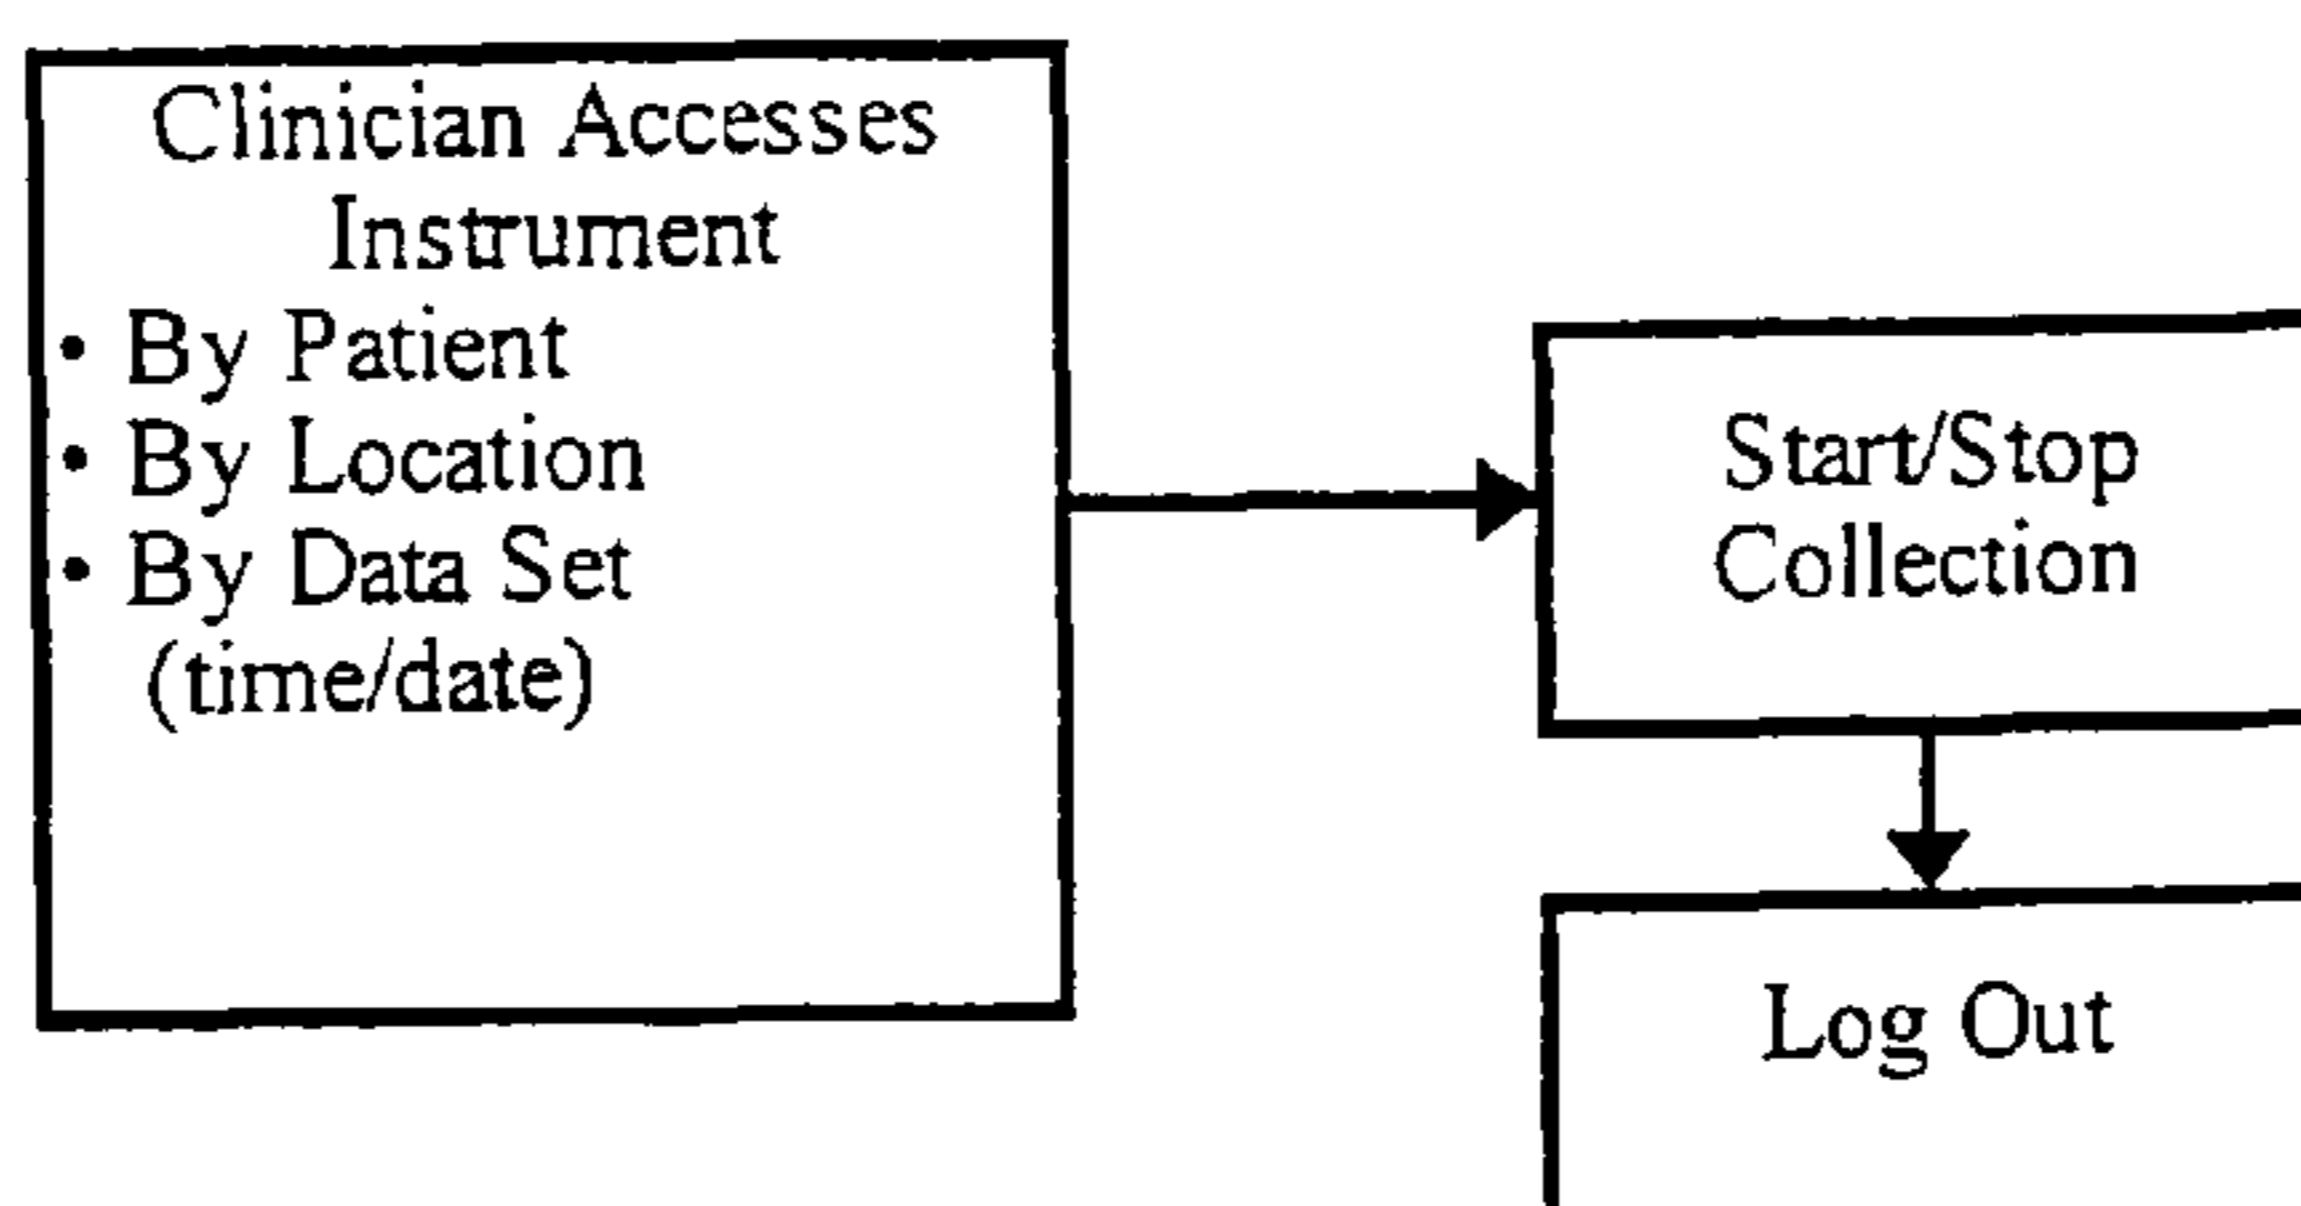 Clinician Accesses
Instrument
• By Patient
• By Location
• By Data Set
(time/date)
Start/Stop
Collection
Log Out